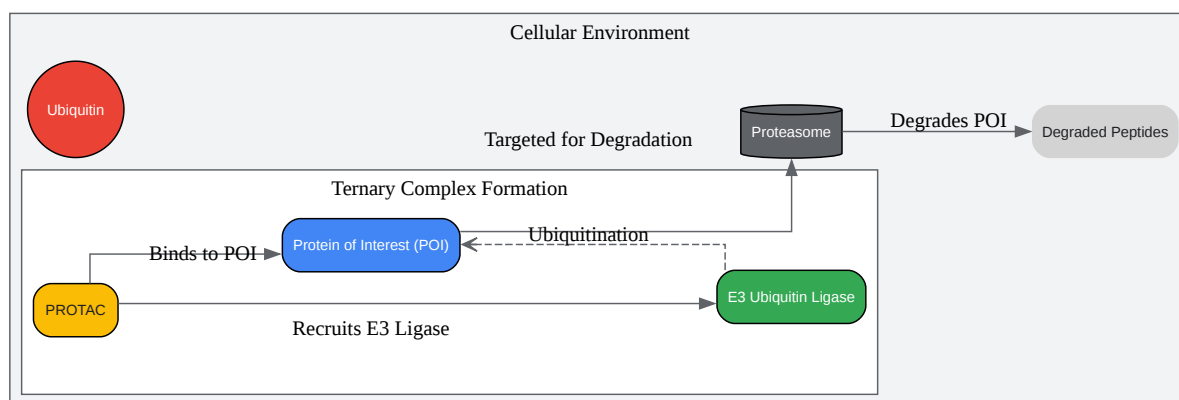 Cellular Environment
Ubiquitin
Proteasome
Degrades POI
Degraded Peptides
Targeted for Degradation
Ternary Complex Formation
Protein of Interest (POI)
Ubiquitination
Binds to POI
E3 Ubiquitin Ligase
PROTAC
Recruits E3 Ligase